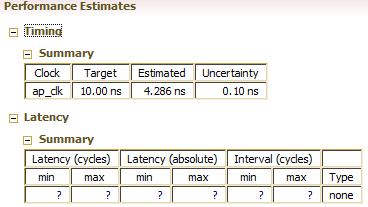 Performance Estimates
Timing
Summary
Clock Target Estimated Uncertainty
ap_clk 10.00 ns 4.286 ns 0.10 ns
Latency
Summary
Latency (cycles) Latency (absolute) Interval (cycles)
min max min max min max Type
? ? ? ? ? ? none